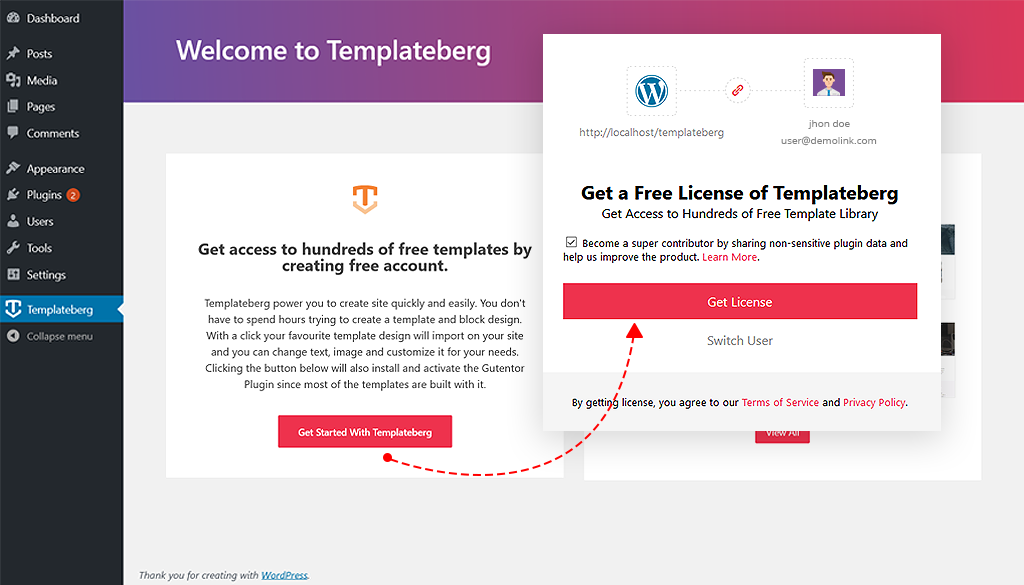 Dashboard
Posts
Media
Pages
Comments
Appearance
Plugins 2
Users
Tools
Settings
Templateberg
Collapse menu
Welcome to Templateberg
Get access to hundreds of free templates by
creating free account.
Templateberg power you to create site quickly and easily. You don't
have to spend hours trying to create a template and block design.
With a click your favourite template design will import on your site
and you can change text, image and customize it for your needs.
Clicking the button below will also install and activate the Gutentor
Plugin since most of the templates are built with it.
Get Started With Templateberg
http://localhost/templateberg
jhon doe
user@demolink.com
Get a Free License of Templateberg
Get Access to Hundreds of Free Template Library
Become a super contributor by sharing non-sensitive plugin data and
help us improve the product. Learn More.
Get License
Switch User
By getting license, you agree to our Terms of Service and Privacy Policy.
View All
Thank you for creating with WordPress.